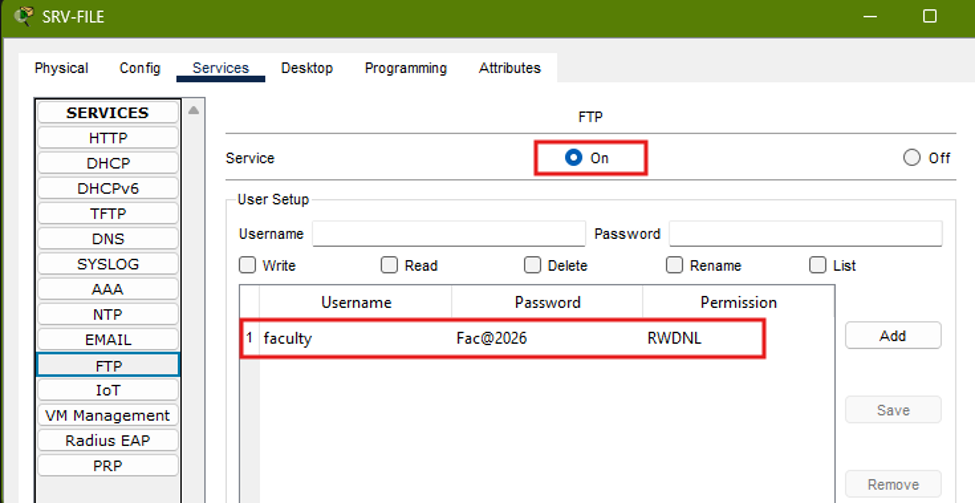 SRV-FILE
Physical Config Services Desktop Programming Attributes
SERVICES
HTTP
DHCP
DHCPv6
TFTP
DNS
SYSLOG
AAA
NTP
EMAIL
FTP
IoT
VM Management
Radius EAP
PRP
FTP
Service On Off
User Setup
Username Password
Write Read Delete Rename List
Username Password Permission
1 faculty Fac@2026 RWDNL
Add
Save
Remove